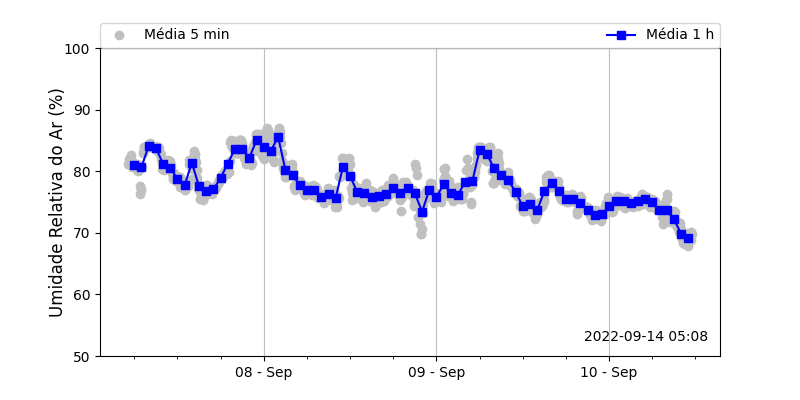 Média 5 min
Média 1 h
100
90
80
70
60
50
Umidade Relativa do Ar (%)
2022-09-14 05:08
08 - Sep
09 - Sep
10 - Sep